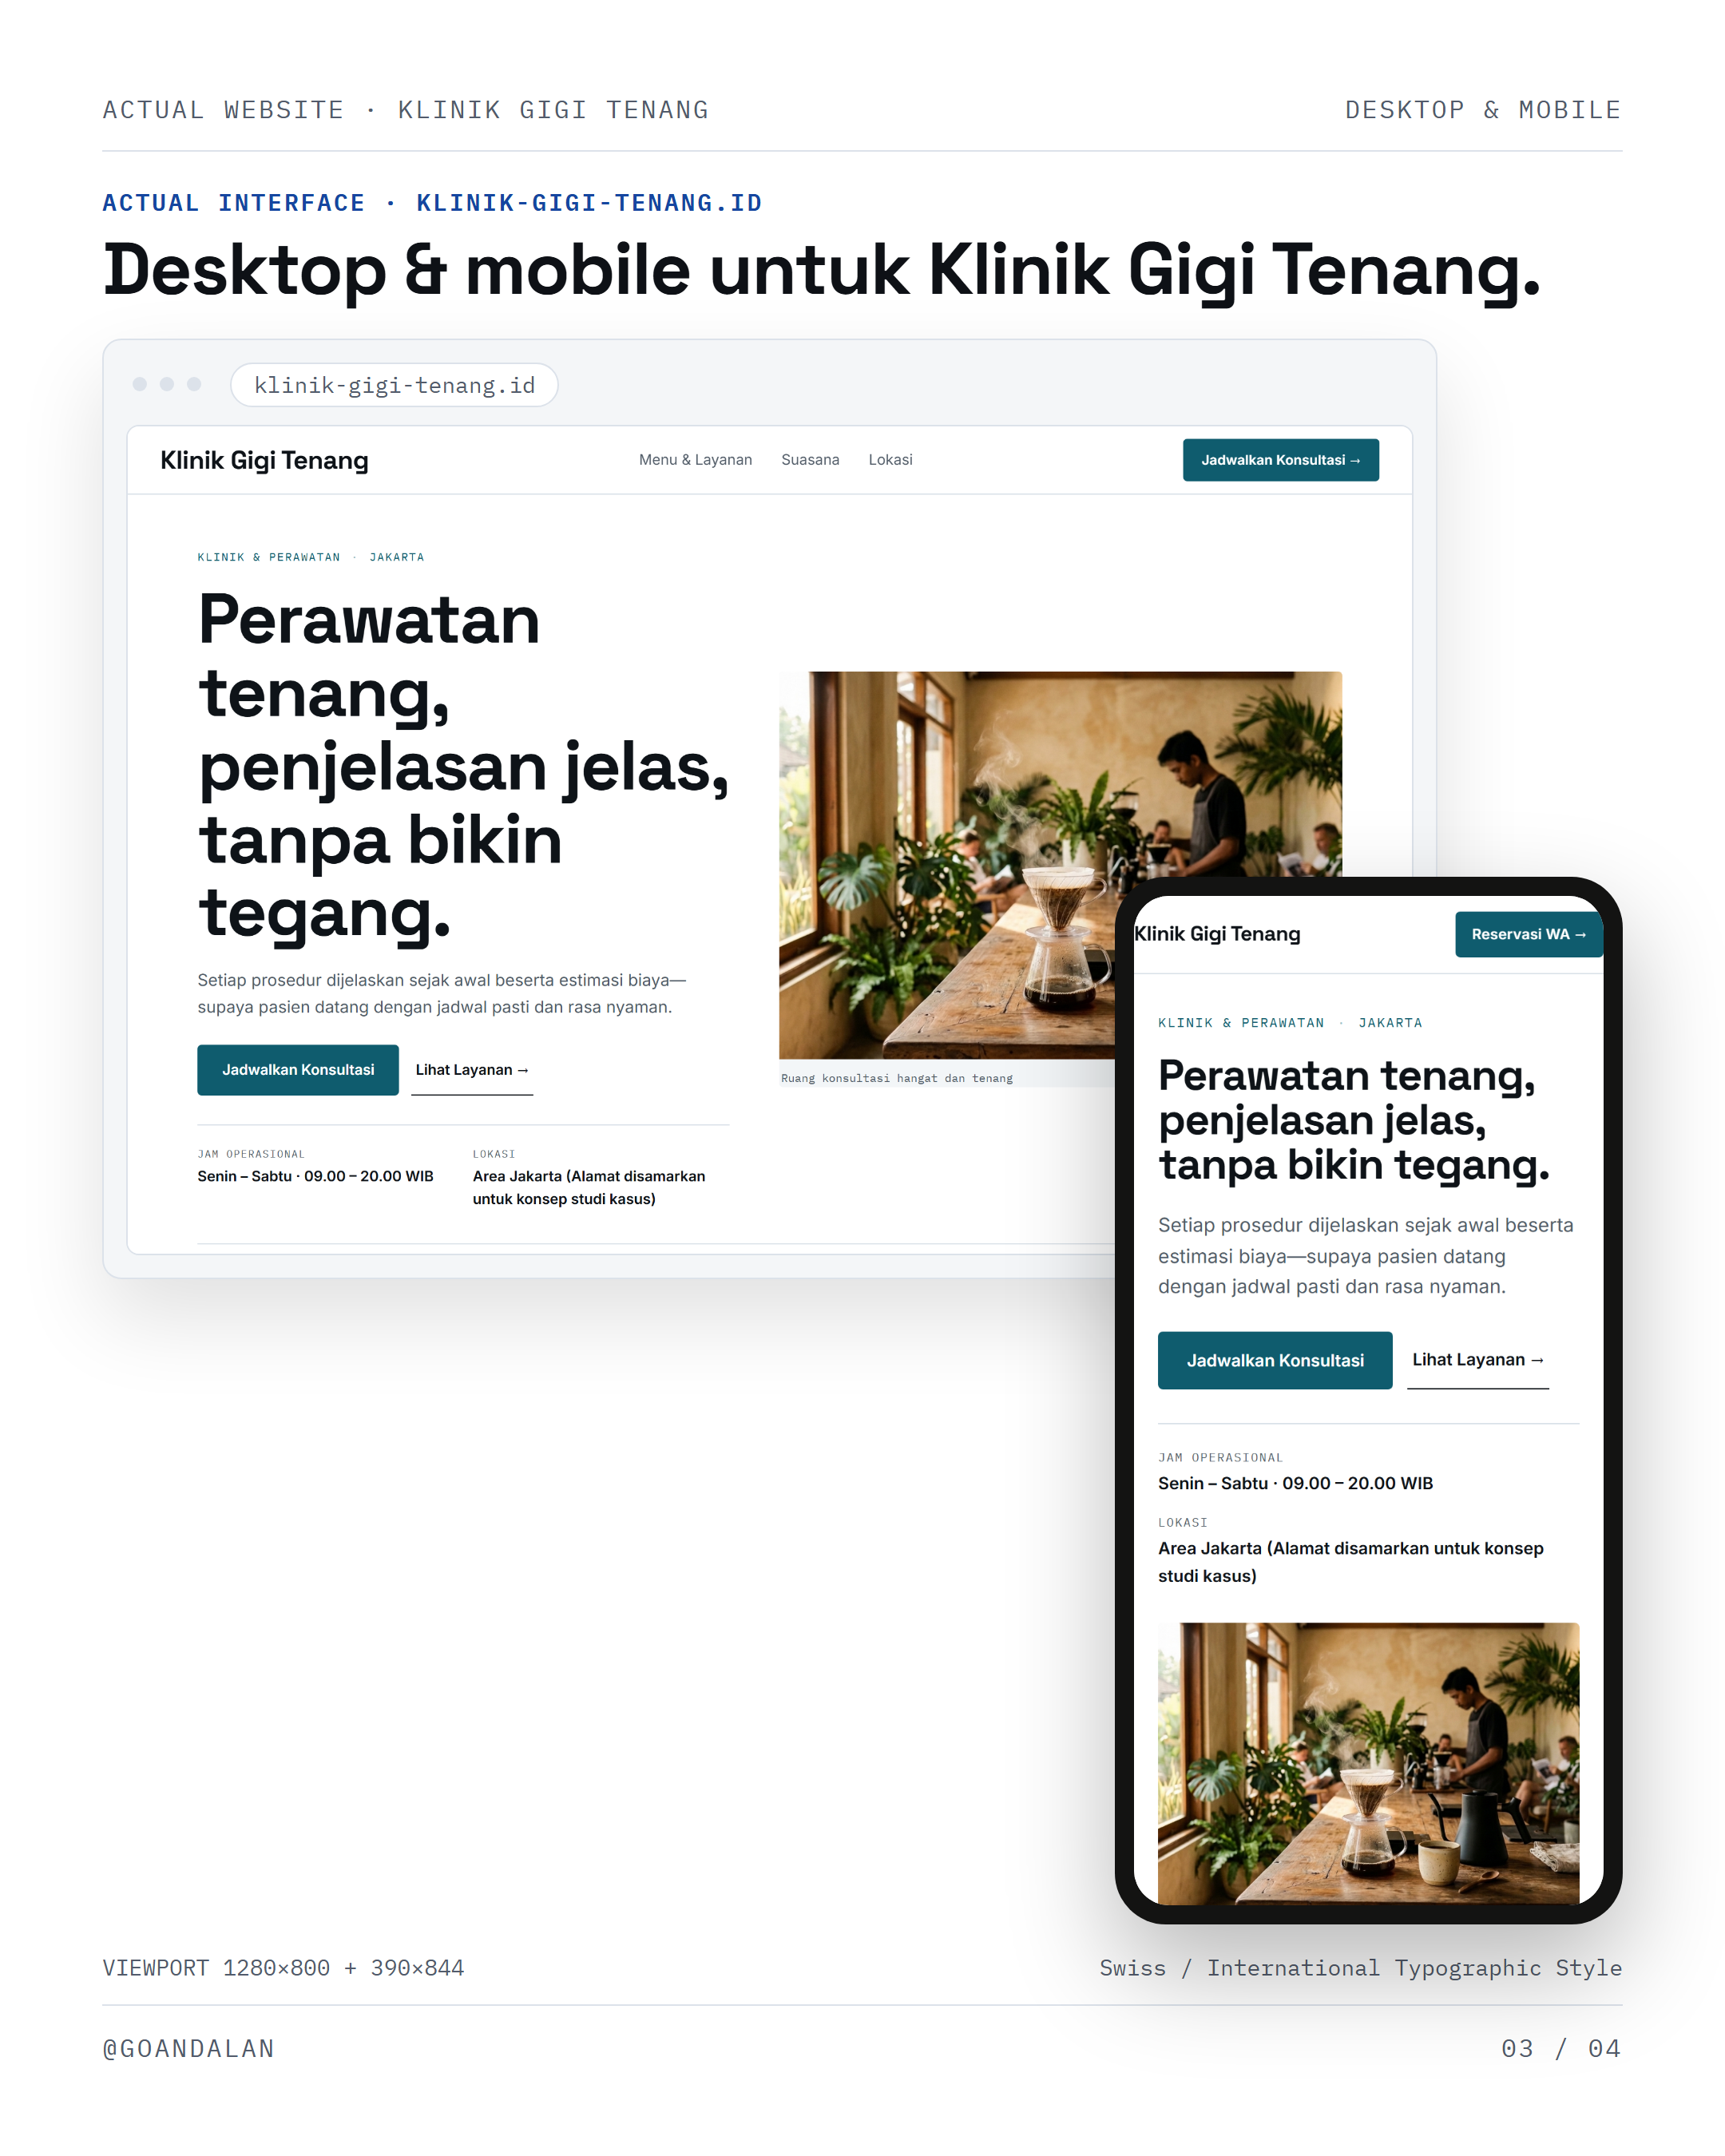 ACTUAL WEBSITE · KLINIK GIGI TENANG
DESKTOP & MOBILE
ACTUAL INTERFACE · KLINIK-GIGI-TENANG.ID
Desktop & mobile untuk Klinik Gigi Tenang.
klinik-gigi-tenang.id
Klinik Gigi Tenang
Menu & Layanan
Suasana
Lokasi
Jadwalkan Konsultasi →
KLINIK & PERAWATAN · JAKARTA
Perawatan
tenang,
penjelasan jelas,
tanpa bikin
tegang.
Setiap prosedur dijelaskan sejak awal beserta estimasi biaya—
supaya pasien datang dengan jadwal pasti dan rasa nyaman.
Jadwalkan Konsultasi
Lihat Layanan →
JAM OPERASIONAL
Senin – Sabtu · 09.00 – 20.00 WIB
LOKASI
Area Jakarta (Alamat disamarkan
untuk konsep studi kasus)
Ruang konsultasi hangat dan tenang
Klinik Gigi Tenang
Reservasi WA →
KLINIK & PERAWATAN · JAKARTA
Perawatan tenang,
penjelasan jelas,
tanpa bikin tegang.
Setiap prosedur dijelaskan sejak awal beserta
estimasi biaya—supaya pasien datang
dengan jadwal pasti dan rasa nyaman.
Jadwalkan Konsultasi
Lihat Layanan →
JAM OPERASIONAL
Senin – Sabtu · 09.00 – 20.00 WIB
LOKASI
Area Jakarta (Alamat disamarkan untuk konsep
studi kasus)
VIEWPORT 1280×800 + 390×844
Swiss / International Typographic Style
@GOANDALAN
03 / 04